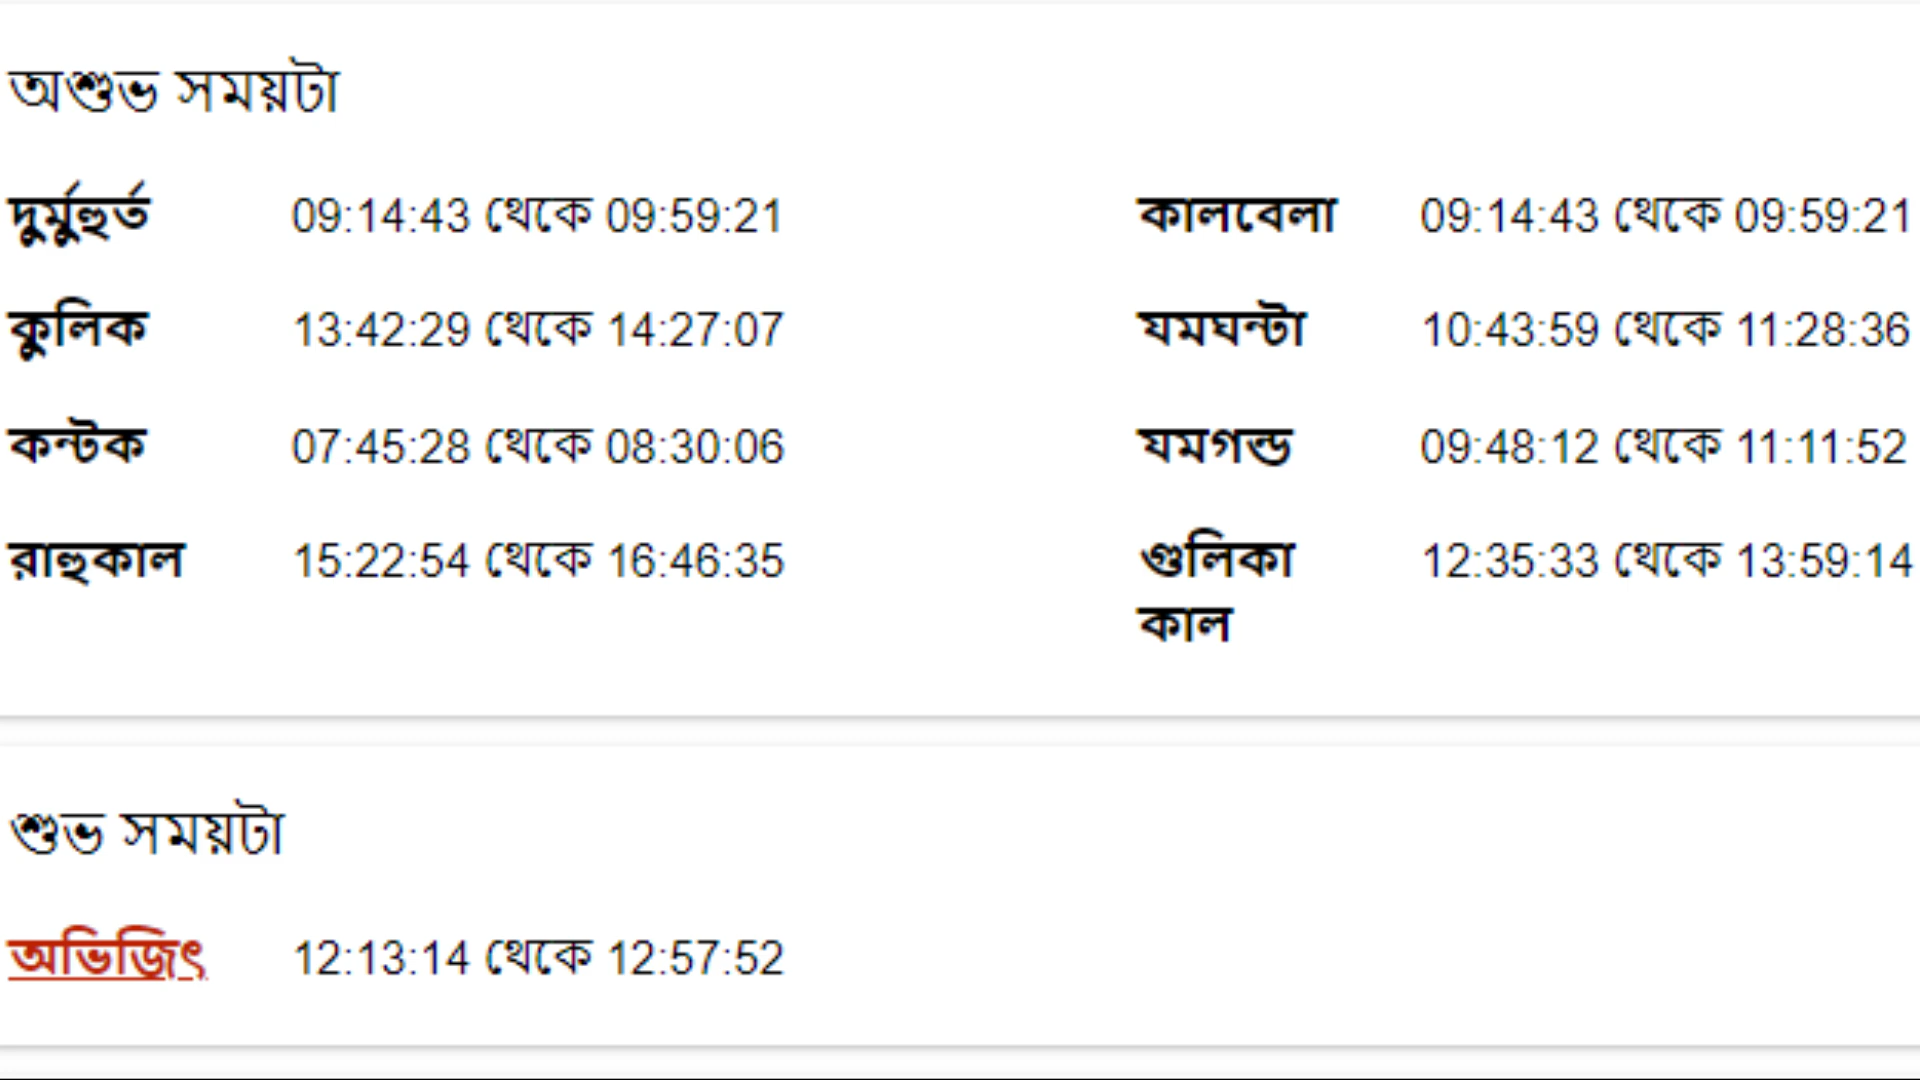 অশুভ সময়টা
দুর্মুহুর্ত 09:14:43 থেকে 09:59:21 কালবেলা 09:14:43 থেকে 09:59:21
কুলিক 13:42:29 থেকে 14:27:07 যমঘন্টা 10:43:59 থেকে 11:28:36
কন্টক 07:45:28 থেকে 08:30:06 যমগন্ড 09:48:12 থেকে 11:11:52
রাহুকাল 15:22:54 থেকে 16:46:35 গুলিকা 12:35:33 থেকে 13:59:14
কাল
শুভ সময়টা
অভিজিৎ 12:13:14 থেকে 12:57:52